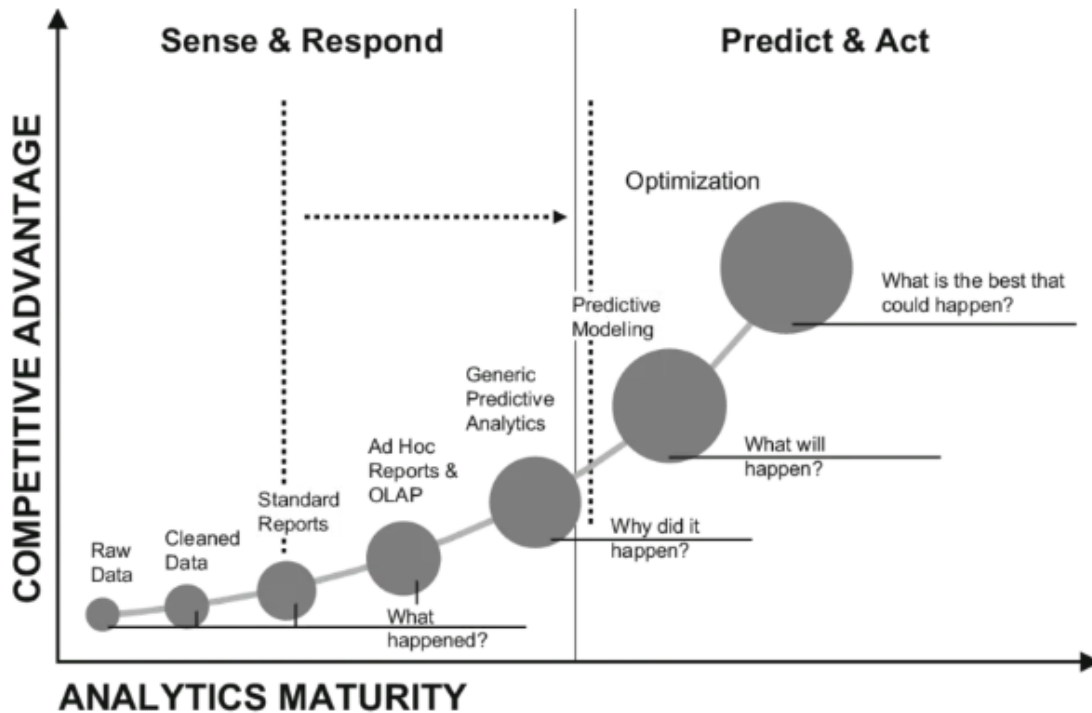 Sense & Respond
Predict & Act
COMPETITIVE ADVANTAGE
Optimization
What is the best that
could happen?
Predictive
Modeling
What will
happen?
Generic
Predictive
Analytics
Why did it
happen?
Ad Hoc
Reports &
OLAP
Standard
Reports
Cleaned
Data
Raw
Data
What
happened?
ANALYTICS MATURITY